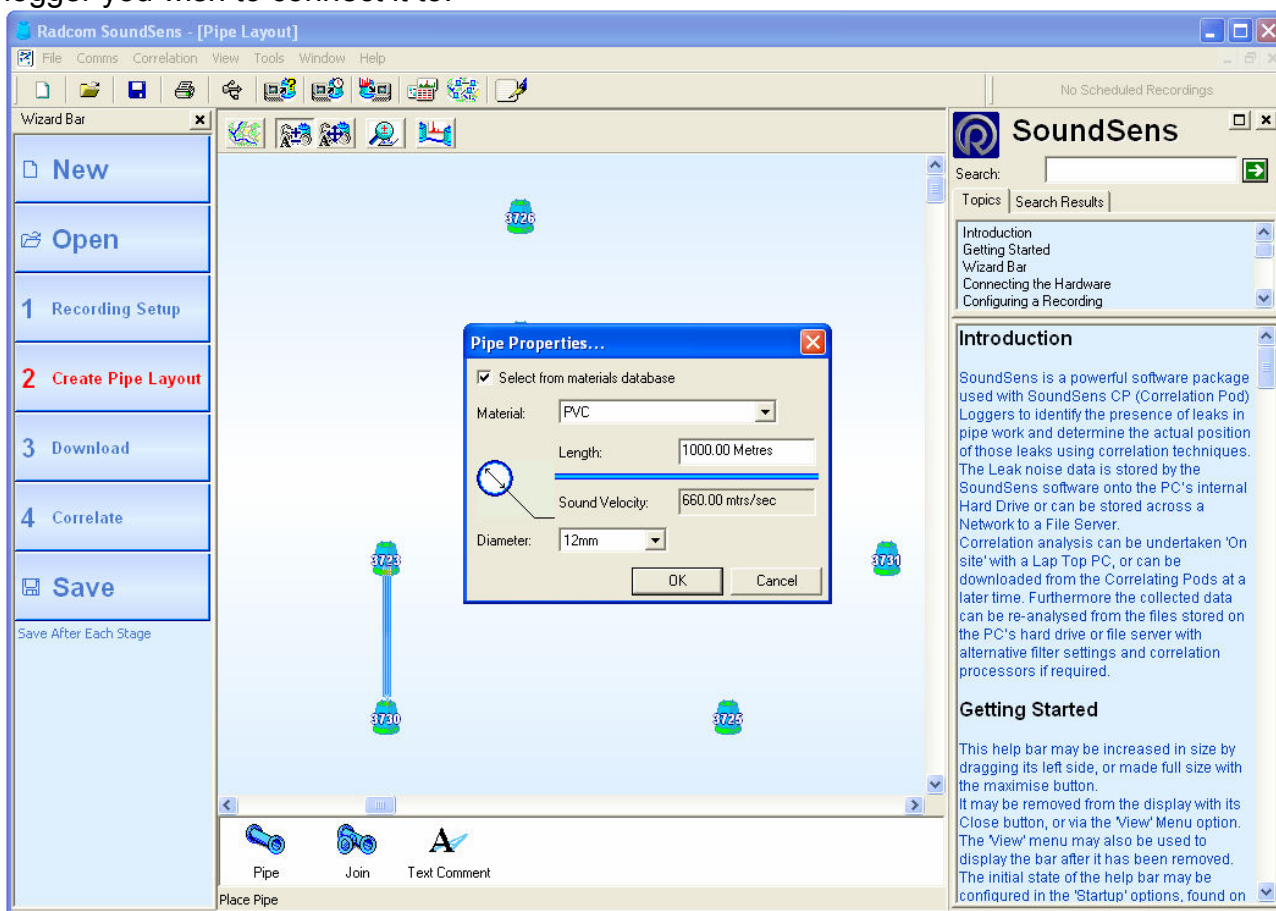 logger you wish to connect it to.
Radcom SoundSens - [Pipe Layout]
File Comms Correlation View Tools Window Help
No Scheduled Recordings
Wizard Bar
New
Open
1 Recording Setup
2 Create Pipe Layout
3 Download
4 Correlate
Save
Save After Each Stage
3726
3723
3731
3730
3725
Pipe Properties...
Select from materials database
Material: PVC
Length: 1000.00 Metres
Sound Velocity: 660.00 mtrs/sec
Diameter: 12mm
OK Cancel
Pipe Join Text Comment
Place Pipe
SoundSens
Search:
Topics Search Results
Introduction
Getting Started
Wizard Bar
Connecting the Hardware
Configuring a Recording
Introduction
SoundSens is a powerful software package
used with SoundSens CP (Correlation Pod)
Loggers to identify the presence of leaks in
pipe work and determine the actual position
of those leaks using correlation techniques.
The Leak noise data is stored by the
SoundSens software onto the PC's internal
Hard Drive or can be stored across a
Network to a File Server.
Correlation analysis can be undertaken 'On
site' with a Lap Top PC, or can be
downloaded from the Correlating Pods at a
later time. Furthermore the collected data
can be re-analysed from the files stored on
the PC's hard drive or file server with
alternative filter settings and correlation
processors if required.
Getting Started
This help bar may be increased in size by
dragging its left side, or made full size with
the maximise button.
It may be removed from the display with its
Close button, or via the 'View' Menu option.
The 'View' menu may also be used to
display the bar after it has been removed.
The initial state of the help bar may be
configured in the 'Startup' options, found on